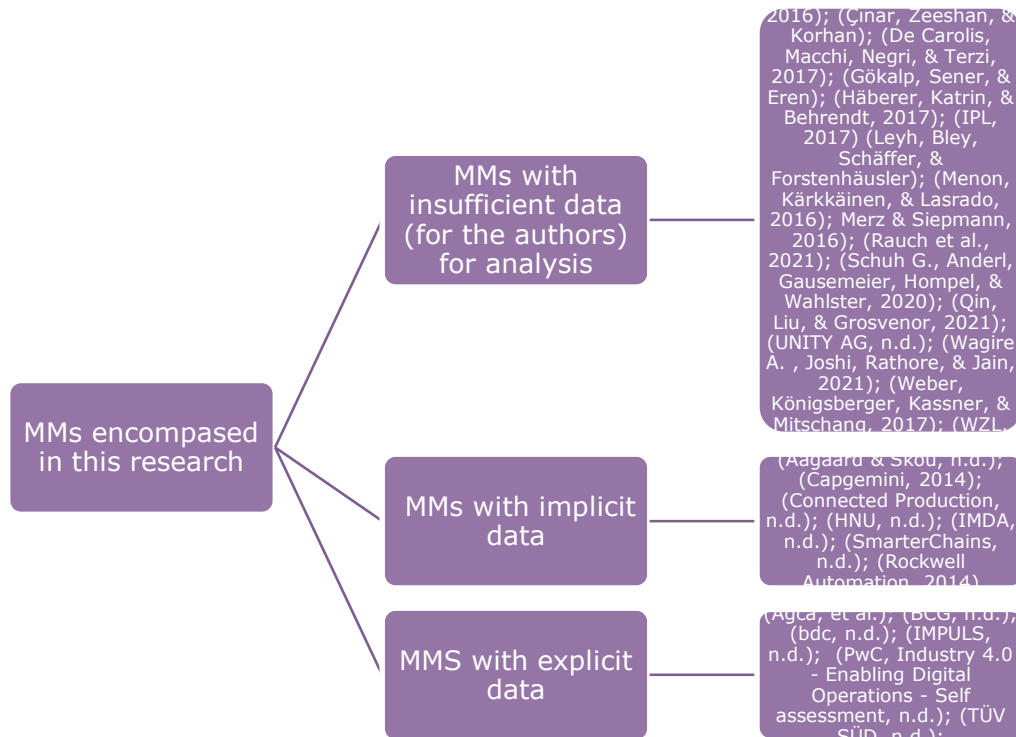 MMs encompased
in this research
MMs with
insufficient data
(for the authors)
for analysis
2016); (Çınar, Zeeshan, &
Korhan); (De Carolis,
Macchi, Negri, & Terzi,
2017); (Gökalp, Sener, &
Eren); (Häberer, Katrin, &
Behrendt, 2017); (IPL,
2017) (Leyh, Bley,
Schäffer, &
Forstenhäusler); (Menon,
Kärkkäinen, & Lasrado,
2016); Merz & Siepmann,
2016); (Rauch et al.,
2021); (Schuh G., Anderl,
Gausemeier, Hompel, &
Wahlster, 2020); (Qin,
Liu, & Grosvenor, 2021);
(UNITY AG, n.d.); (Wagire
A. , Joshi, Rathore, & Jain,
2021); (Weber,
Königsberger, Kassner, &
Mitschang, 2017); (WZL,
MMs with implicit
data
(Aagaard & Skou, n.d.);
(Capgemini, 2014);
(Connected Production,
n.d.); (HNU, n.d.); (IMDA,
n.d.); (SmarterChains,
n.d.); (Rockwell
Automation, 2014)
MMS with explicit
data
(Agca, et al.); (BCG, n.d.);
(bdc, n.d.); (IMPULS,
n.d.);  (PwC, Industry 4.0
- Enabling Digital
Operations - Self
assessment, n.d.); (TÜV
SÜD, n.d.);